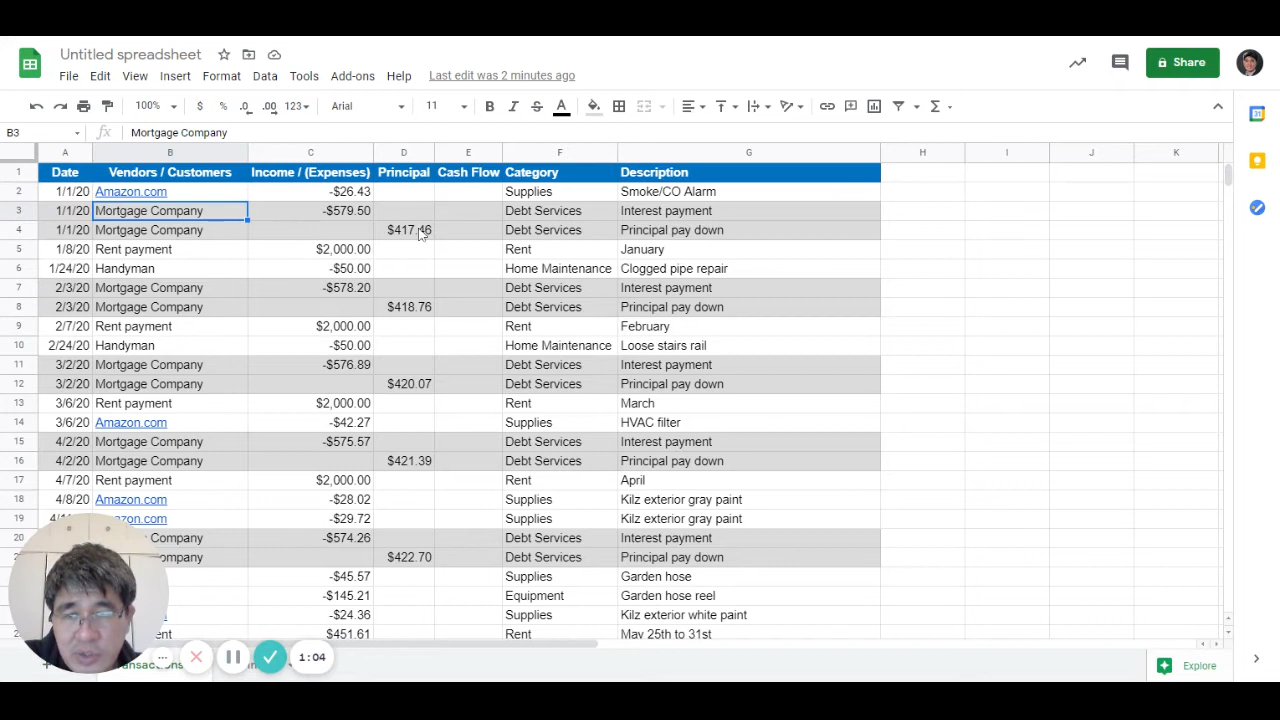 Untitled spreadsheet
File Edit View Insert Format Data Tools Add-ons Help Last edit was 2 minutes ago
Share
100% $ % .0 .00 123 Arial 11 B I S A
B3 fx Mortgage Company
A B C D E F G H I J K
1 Date Vendors / Customers Income / (Expenses) Principal Cash Flow Category Description
2 1/1/20 Amazon.com -$26.43 Supplies Smoke/CO Alarm
3 1/1/20 Mortgage Company -$579.50 Debt Services Interest payment
4 1/1/20 Mortgage Company $417.46 Debt Services Principal pay down
5 1/8/20 Rent payment $2,000.00 Rent January
6 1/24/20 Handyman -$50.00 Home Maintenance Clogged pipe repair
7 2/3/20 Mortgage Company -$578.20 Debt Services Interest payment
8 2/3/20 Mortgage Company $418.76 Debt Services Principal pay down
9 2/7/20 Rent payment $2,000.00 Rent February
10 2/24/20 Handyman -$50.00 Home Maintenance Loose stairs rail
11 3/2/20 Mortgage Company -$576.89 Debt Services Interest payment
12 3/2/20 Mortgage Company $420.07 Debt Services Principal pay down
13 3/6/20 Rent payment $2,000.00 Rent March
14 3/6/20 Amazon.com -$42.27 Supplies HVAC filter
15 4/2/20 Mortgage Company -$575.57 Debt Services Interest payment
16 4/2/20 Mortgage Company $421.39 Debt Services Principal pay down
17 4/7/20 Rent payment $2,000.00 Rent April
18 4/8/20 Amazon.com -$28.02 Supplies Kilz exterior gray paint
19 -$29.72 Supplies Kilz exterior gray paint
20 Company -$574.26 Debt Services Interest payment
$422.70 Debt Services Principal pay down
-$45.57 Supplies Garden hose
-$145.21 Equipment Garden hose reel
-$24.36 Supplies Kilz exterior white paint
$451.61 Rent May 25th to 31st
1:04
Explore